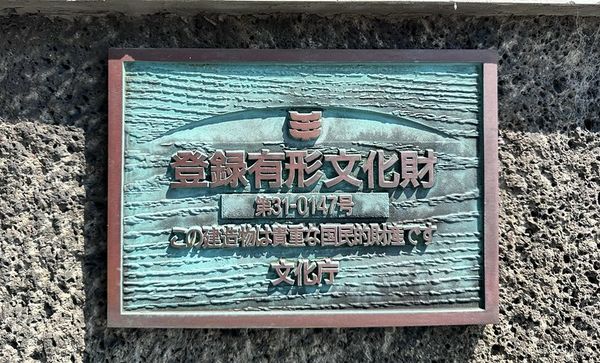 登録有形文化財
第31-0147号
この建造物は貴重な国民的財産です
文化庁